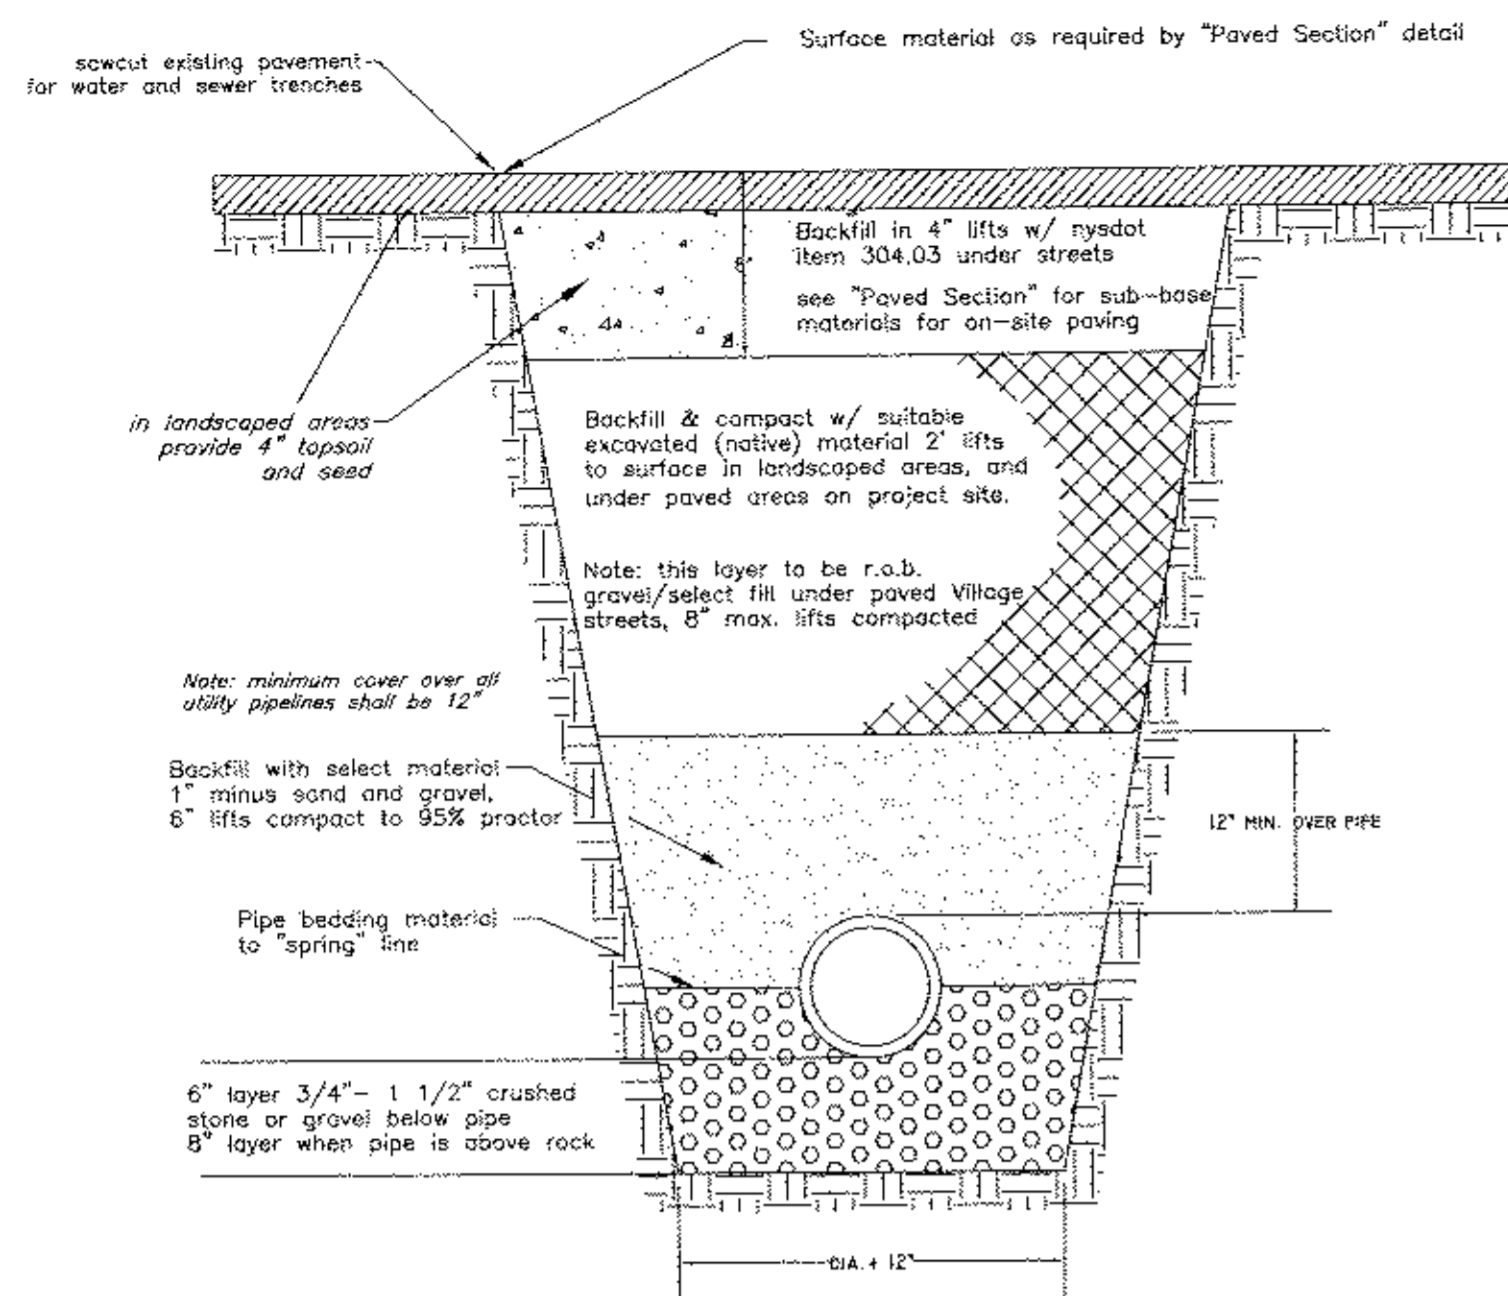 Surface material as required by "Paved Section" detail
sawcut existing pavement
for water and sewer trenches
Backfill in 4" lifts w/ nysdot
item 304.03 under streets
see "Paved Section" for sub-base
materials for on-site paving
in landscaped areas
provide 4" topsoil
and seed
Backfill & compact w/ suitable
excavated (native) material 2' lifts
to surface in landscaped areas, and
under paved areas on project site.
Note: this layer to be r.o.b.
gravel/select fill under paved Village
streets, 8" max. lifts compacted
Note: minimum cover over all
utility pipelines shall be 12"
Backfill with select material
1" minus sand and gravel,
6" lifts compact to 95% proctor
12" MIN. OVER PIPE
Pipe bedding material
to "spring" line
6" layer 3/4"- 1 1/2" crushed
stone or gravel below pipe
8" layer when pipe is above rock
DIA. + 12"